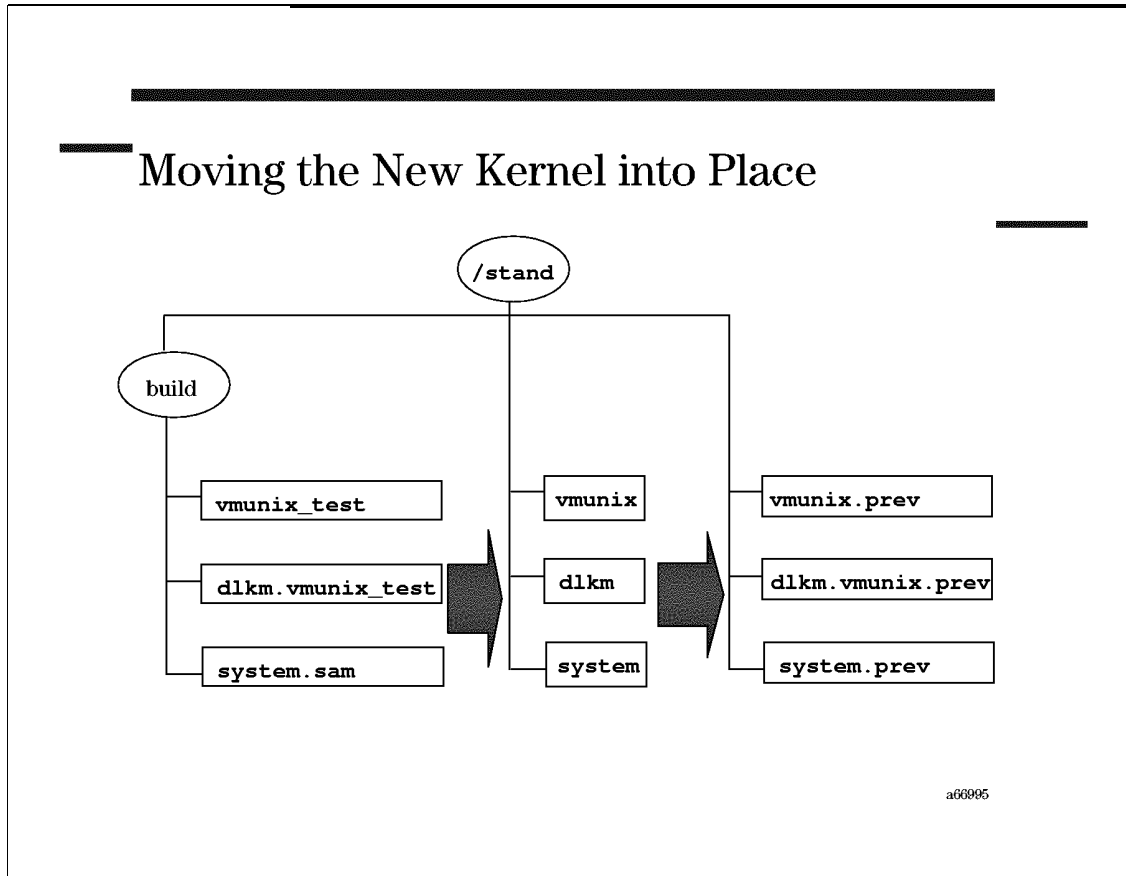 Moving the New Kernel into Place
/stand
build
vmunix_test
vmunix
vmunix.prev
dlkm.vmunix_test
dlkm
dlkm.vmunix.prev
system.sam
system
system.prev
a66995